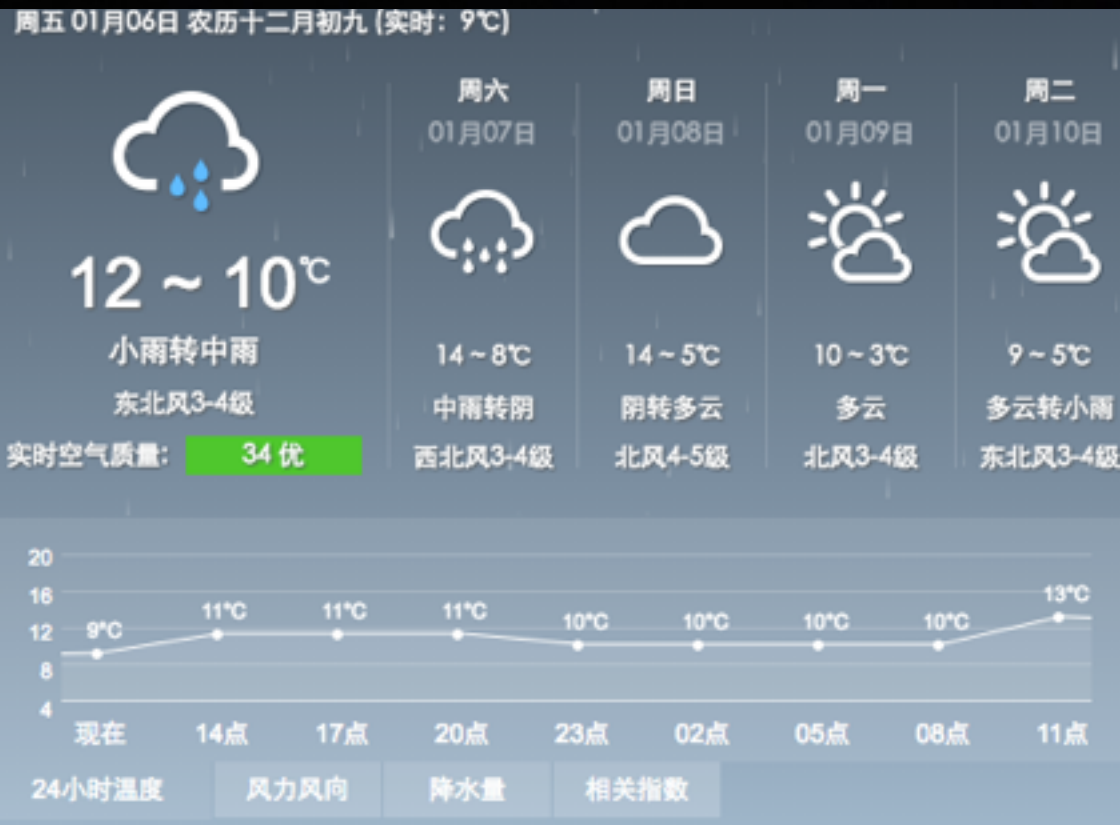 周五 01月06日 农历十二月初九 (实时：9℃)
12 ~ 10℃
小雨转中雨
东北风3-4级
实时空气质量: 34 优
周六
01月07日
14 ~ 8℃
中雨转阴
西北风3-4级
周日
01月08日
14 ~ 5℃
阴转多云
北风4-5级
周一
01月09日
10 ~ 3℃
多云
北风3-4级
周二
01月10日
9 ~ 5℃
多云转小雨
东北风3-4级
20
16
12
8
4
9°C 11°C 11°C 11°C 10°C 10°C 10°C 10°C 13°C
现在 14点 17点 20点 23点 02点 05点 08点 11点
24小时温度 风力风向 降水量 相关指数